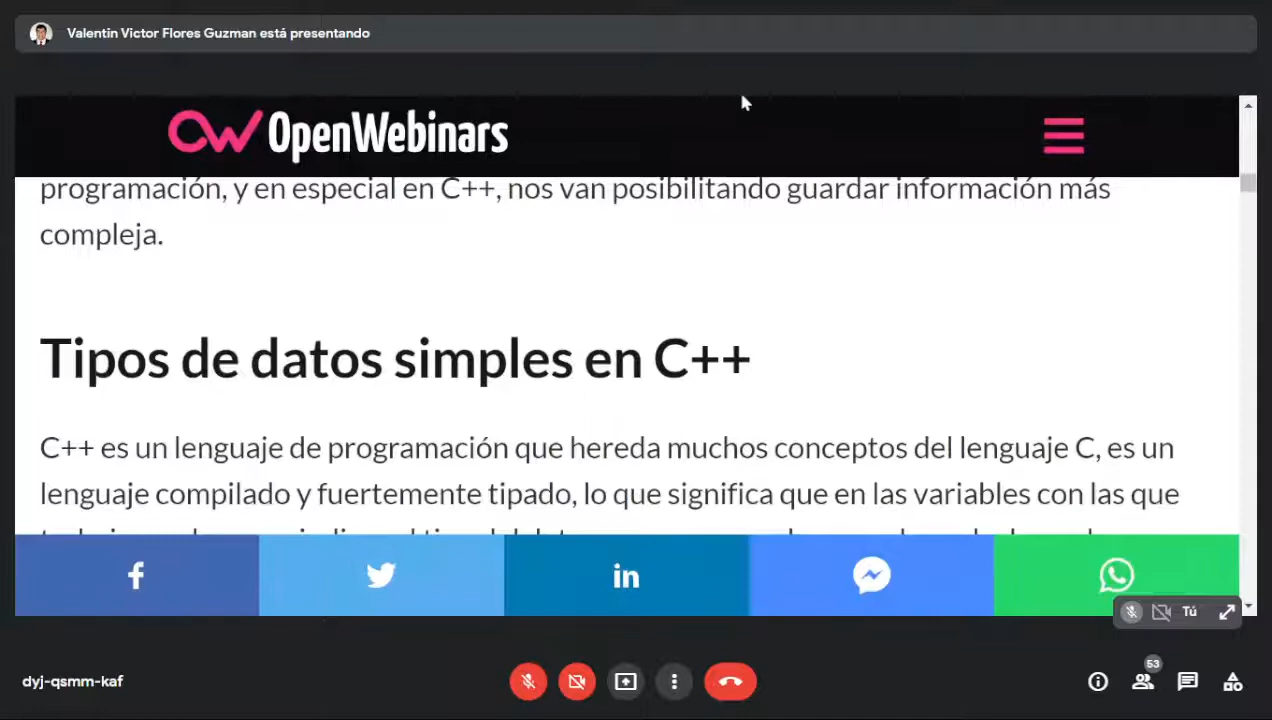 Valentin Victor Flores Guzman está presentando
OpenWebinars
programación, y en especial en C++, nos van posibilitando guardar información más
compleja.
Tipos de datos simples en C++
C++ es un lenguaje de programación que hereda muchos conceptos del lenguaje C, es un
lenguaje compilado y fuertemente tipado, lo que significa que en las variables con las que
Tú
dyj-qsmm-kaf
53